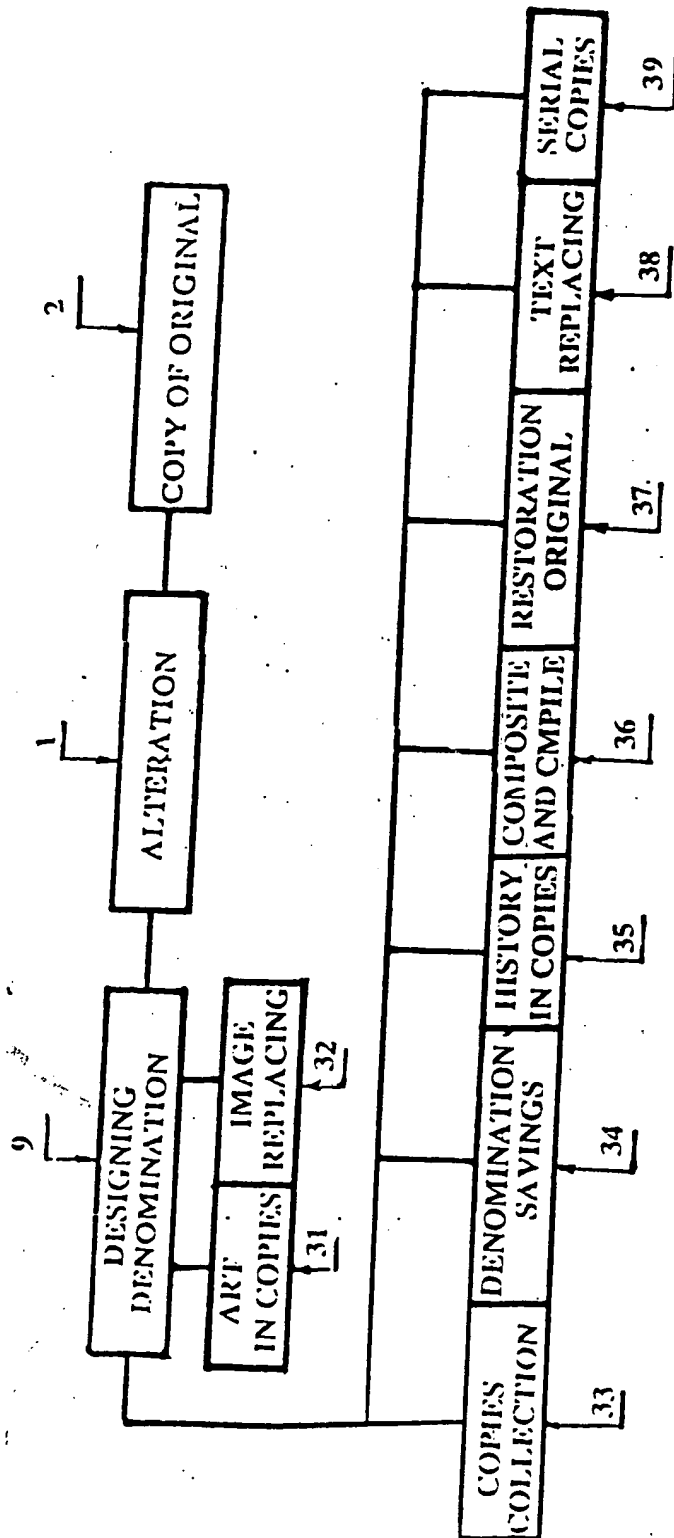 2
COPY OF ORIGINAL
1
ALTERATION
9
DESIGNING
DENOMINATION
ART
IN COPIES
31
IMAGE
REPLACING
32
COPIES
COLLECTION
33
DENOMINATION
SAVINGS
34
HISTORY
IN COPIES
35
COMPOSITE
AND CMPILE
36
RESTORATION
ORIGINAL
37
TEXT
REPLACING
38
SERIAL
COPIES
39